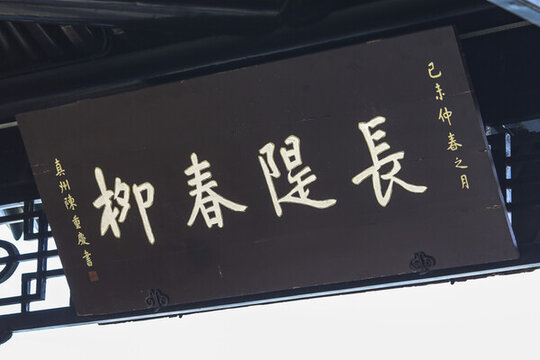 己未仲春之月
長隄春柳
真州陳重慶書